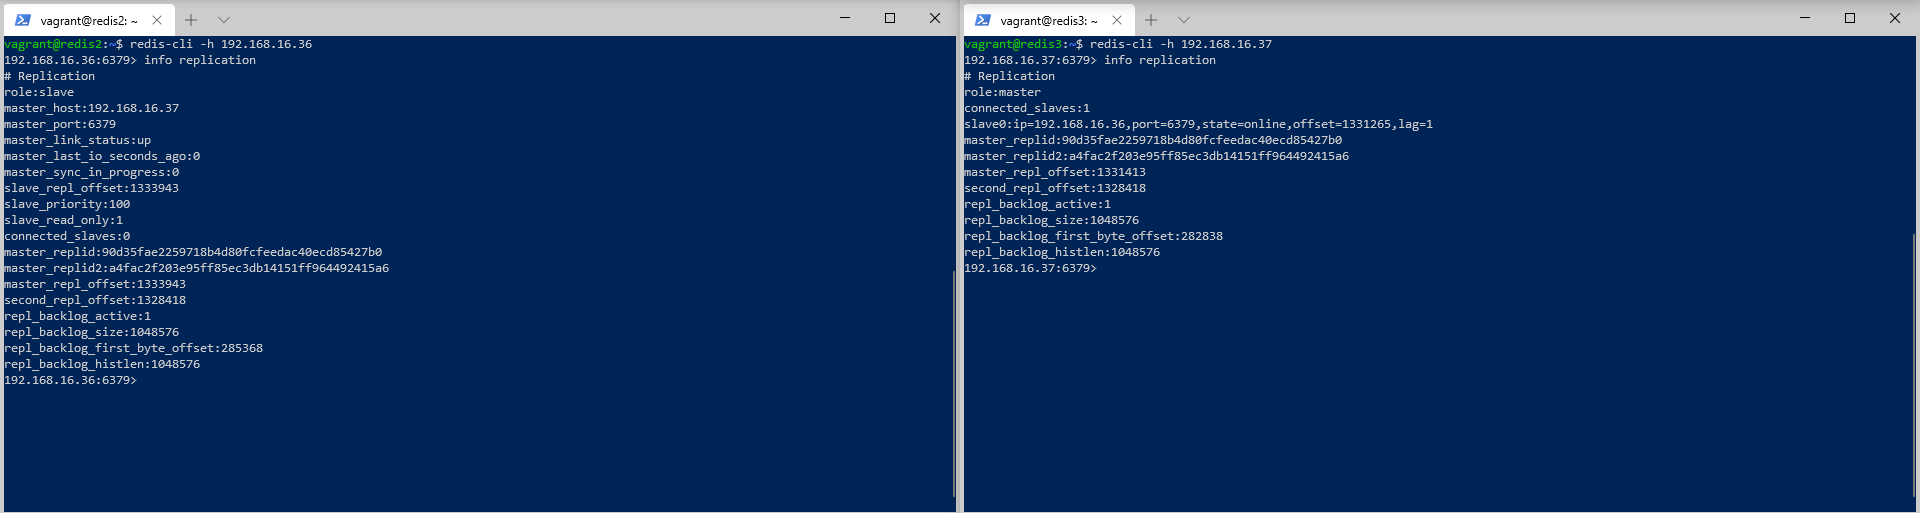 vagrant@redis2: ~
vagrant@redis2:~$ redis-cli -h 192.168.16.36
192.168.16.36:6379> info replication
# Replication
role:slave
master_host:192.168.16.37
master_port:6379
master_link_status:up
master_last_io_seconds_ago:0
master_sync_in_progress:0
slave_repl_offset:1333943
slave_priority:100
slave_read_only:1
connected_slaves:0
master_replid:90d35fae2259718b4d80fcfeedac40ecd85427b0
master_replid2:a4fac2f203e95ff85ec3db14151ff964492415a6
master_repl_offset:1333943
second_repl_offset:1328418
repl_backlog_active:1
repl_backlog_size:1048576
repl_backlog_first_byte_offset:285368
repl_backlog_histlen:1048576
192.168.16.36:6379>
vagrant@redis3: ~
vagrant@redis3:~$ redis-cli -h 192.168.16.37
192.168.16.37:6379> info replication
# Replication
role:master
connected_slaves:1
slave0:ip=192.168.16.36,port=6379,state=online,offset=1331265,lag=1
master_replid:90d35fae2259718b4d80fcfeedac40ecd85427b0
master_replid2:a4fac2f203e95ff85ec3db14151ff964492415a6
master_repl_offset:1331413
second_repl_offset:1328418
repl_backlog_active:1
repl_backlog_size:1048576
repl_backlog_first_byte_offset:282838
repl_backlog_histlen:1048576
192.168.16.37:6379>